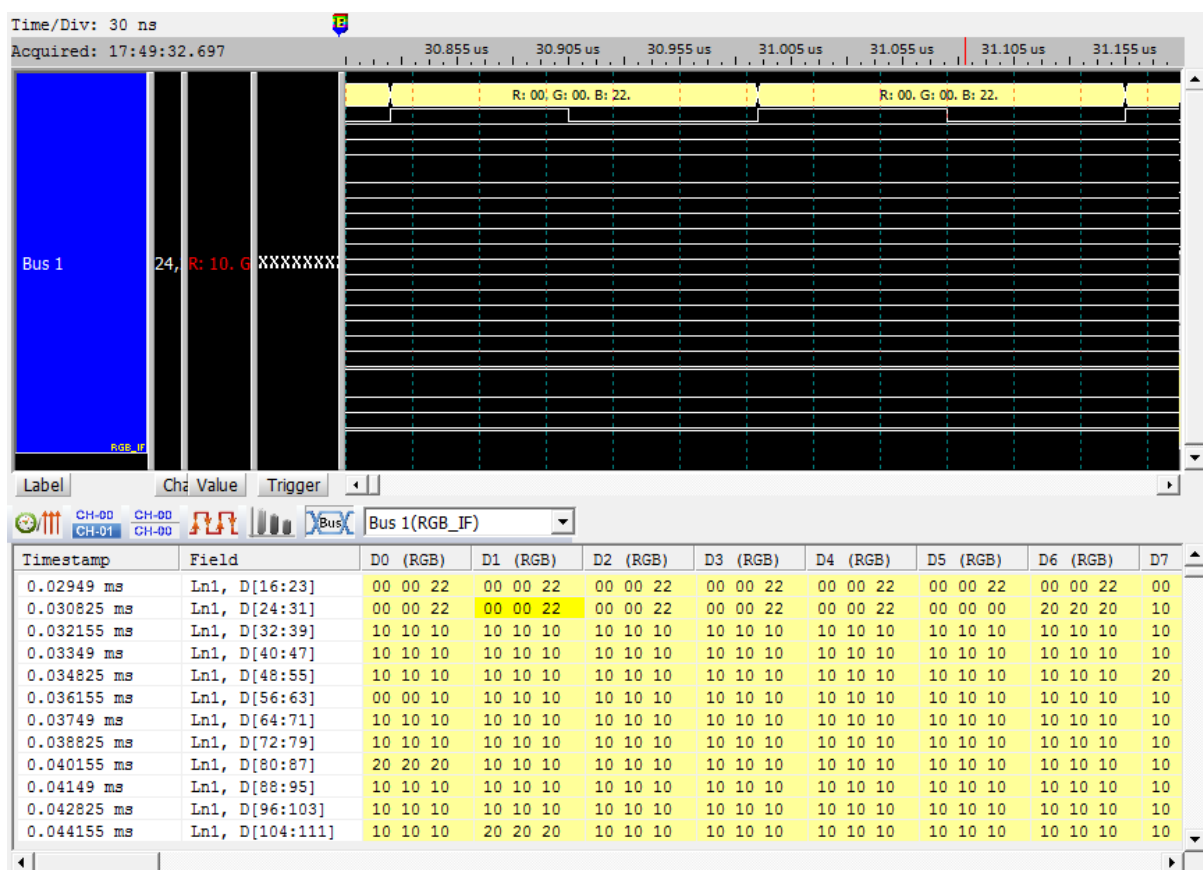 Time/Div: 30 ns
Acquired: 17:49:32.697 30.855 us 30.905 us 30.955 us 31.005 us 31.055 us 31.105 us 31.155 us
R: 00. G: 00. B: 22. R: 00. G: 00. B: 22.
Bus 1 24, R: 10. G XXXXXXXX
RGB_IF
Label Cha Value Trigger
CH-00 CH-01 CH-00 CH-00 Bus Bus 1(RGB_IF)
Timestamp Field D0 (RGB) D1 (RGB) D2 (RGB) D3 (RGB) D4 (RGB) D5 (RGB) D6 (RGB) D7
0.02949 ms Ln1, D[16:23] 00 00 22 00 00 22 00 00 22 00 00 22 00 00 22 00 00 22 00 00 22 00
0.030825 ms Ln1, D[24:31] 00 00 22 00 00 22 00 00 22 00 00 22 00 00 22 00 00 00 20 20 20 10
0.032155 ms Ln1, D[32:39] 10 10 10 10 10 10 10 10 10 10 10 10 10 10 10 10 10 10 10 10 10 10
0.03349 ms Ln1, D[40:47] 10 10 10 10 10 10 10 10 10 10 10 10 10 10 10 10 10 10 10 10 10 10
0.034825 ms Ln1, D[48:55] 10 10 10 10 10 10 10 10 10 10 10 10 10 10 10 10 10 10 10 10 10 20
0.036155 ms Ln1, D[56:63] 00 00 10 10 10 10 10 10 10 10 10 10 10 10 10 10 10 10 10 10 10 10
0.03749 ms Ln1, D[64:71] 10 10 10 10 10 10 10 10 10 10 10 10 10 10 10 10 10 10 10 10 10 10
0.038825 ms Ln1, D[72:79] 10 10 10 10 10 10 10 10 10 10 10 10 10 10 10 10 10 10 10 10 10 10
0.040155 ms Ln1, D[80:87] 20 20 20 10 10 10 10 10 10 10 10 10 10 10 10 10 10 10 10 10 10 10
0.04149 ms Ln1, D[88:95] 10 10 10 10 10 10 10 10 10 10 10 10 10 10 10 10 10 10 10 10 10 10
0.042825 ms Ln1, D[96:103] 10 10 10 10 10 10 10 10 10 10 10 10 10 10 10 10 10 10 10 10 10 10
0.044155 ms Ln1, D[104:111] 10 10 10 20 20 20 10 10 10 10 10 10 10 10 10 10 10 10 10 10 10 10